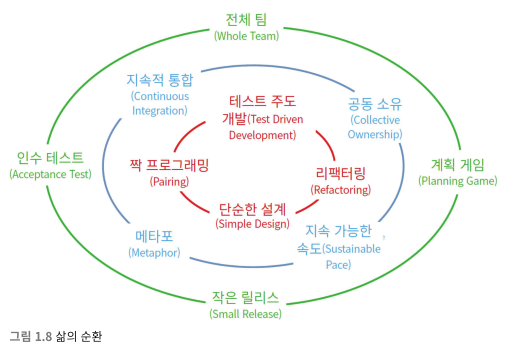 전체 팀
(Whole Team)
지속적 통합
(Continuous
Integration)
테스트 주도
개발(Test Driven
Development)
공동 소유
(Collective
Ownership)
인수 테스트
(Acceptance Test)
짝 프로그래밍
(Pairing)
리팩터링
(Refactoring)
계획 게임
(Planning Game)
단순한 설계
(Simple Design)
메타포
(Metaphor)
지속 가능한
속도(Sustainable
Pace)
작은 릴리스
(Small Release)
그림 1.8 삶의 순환